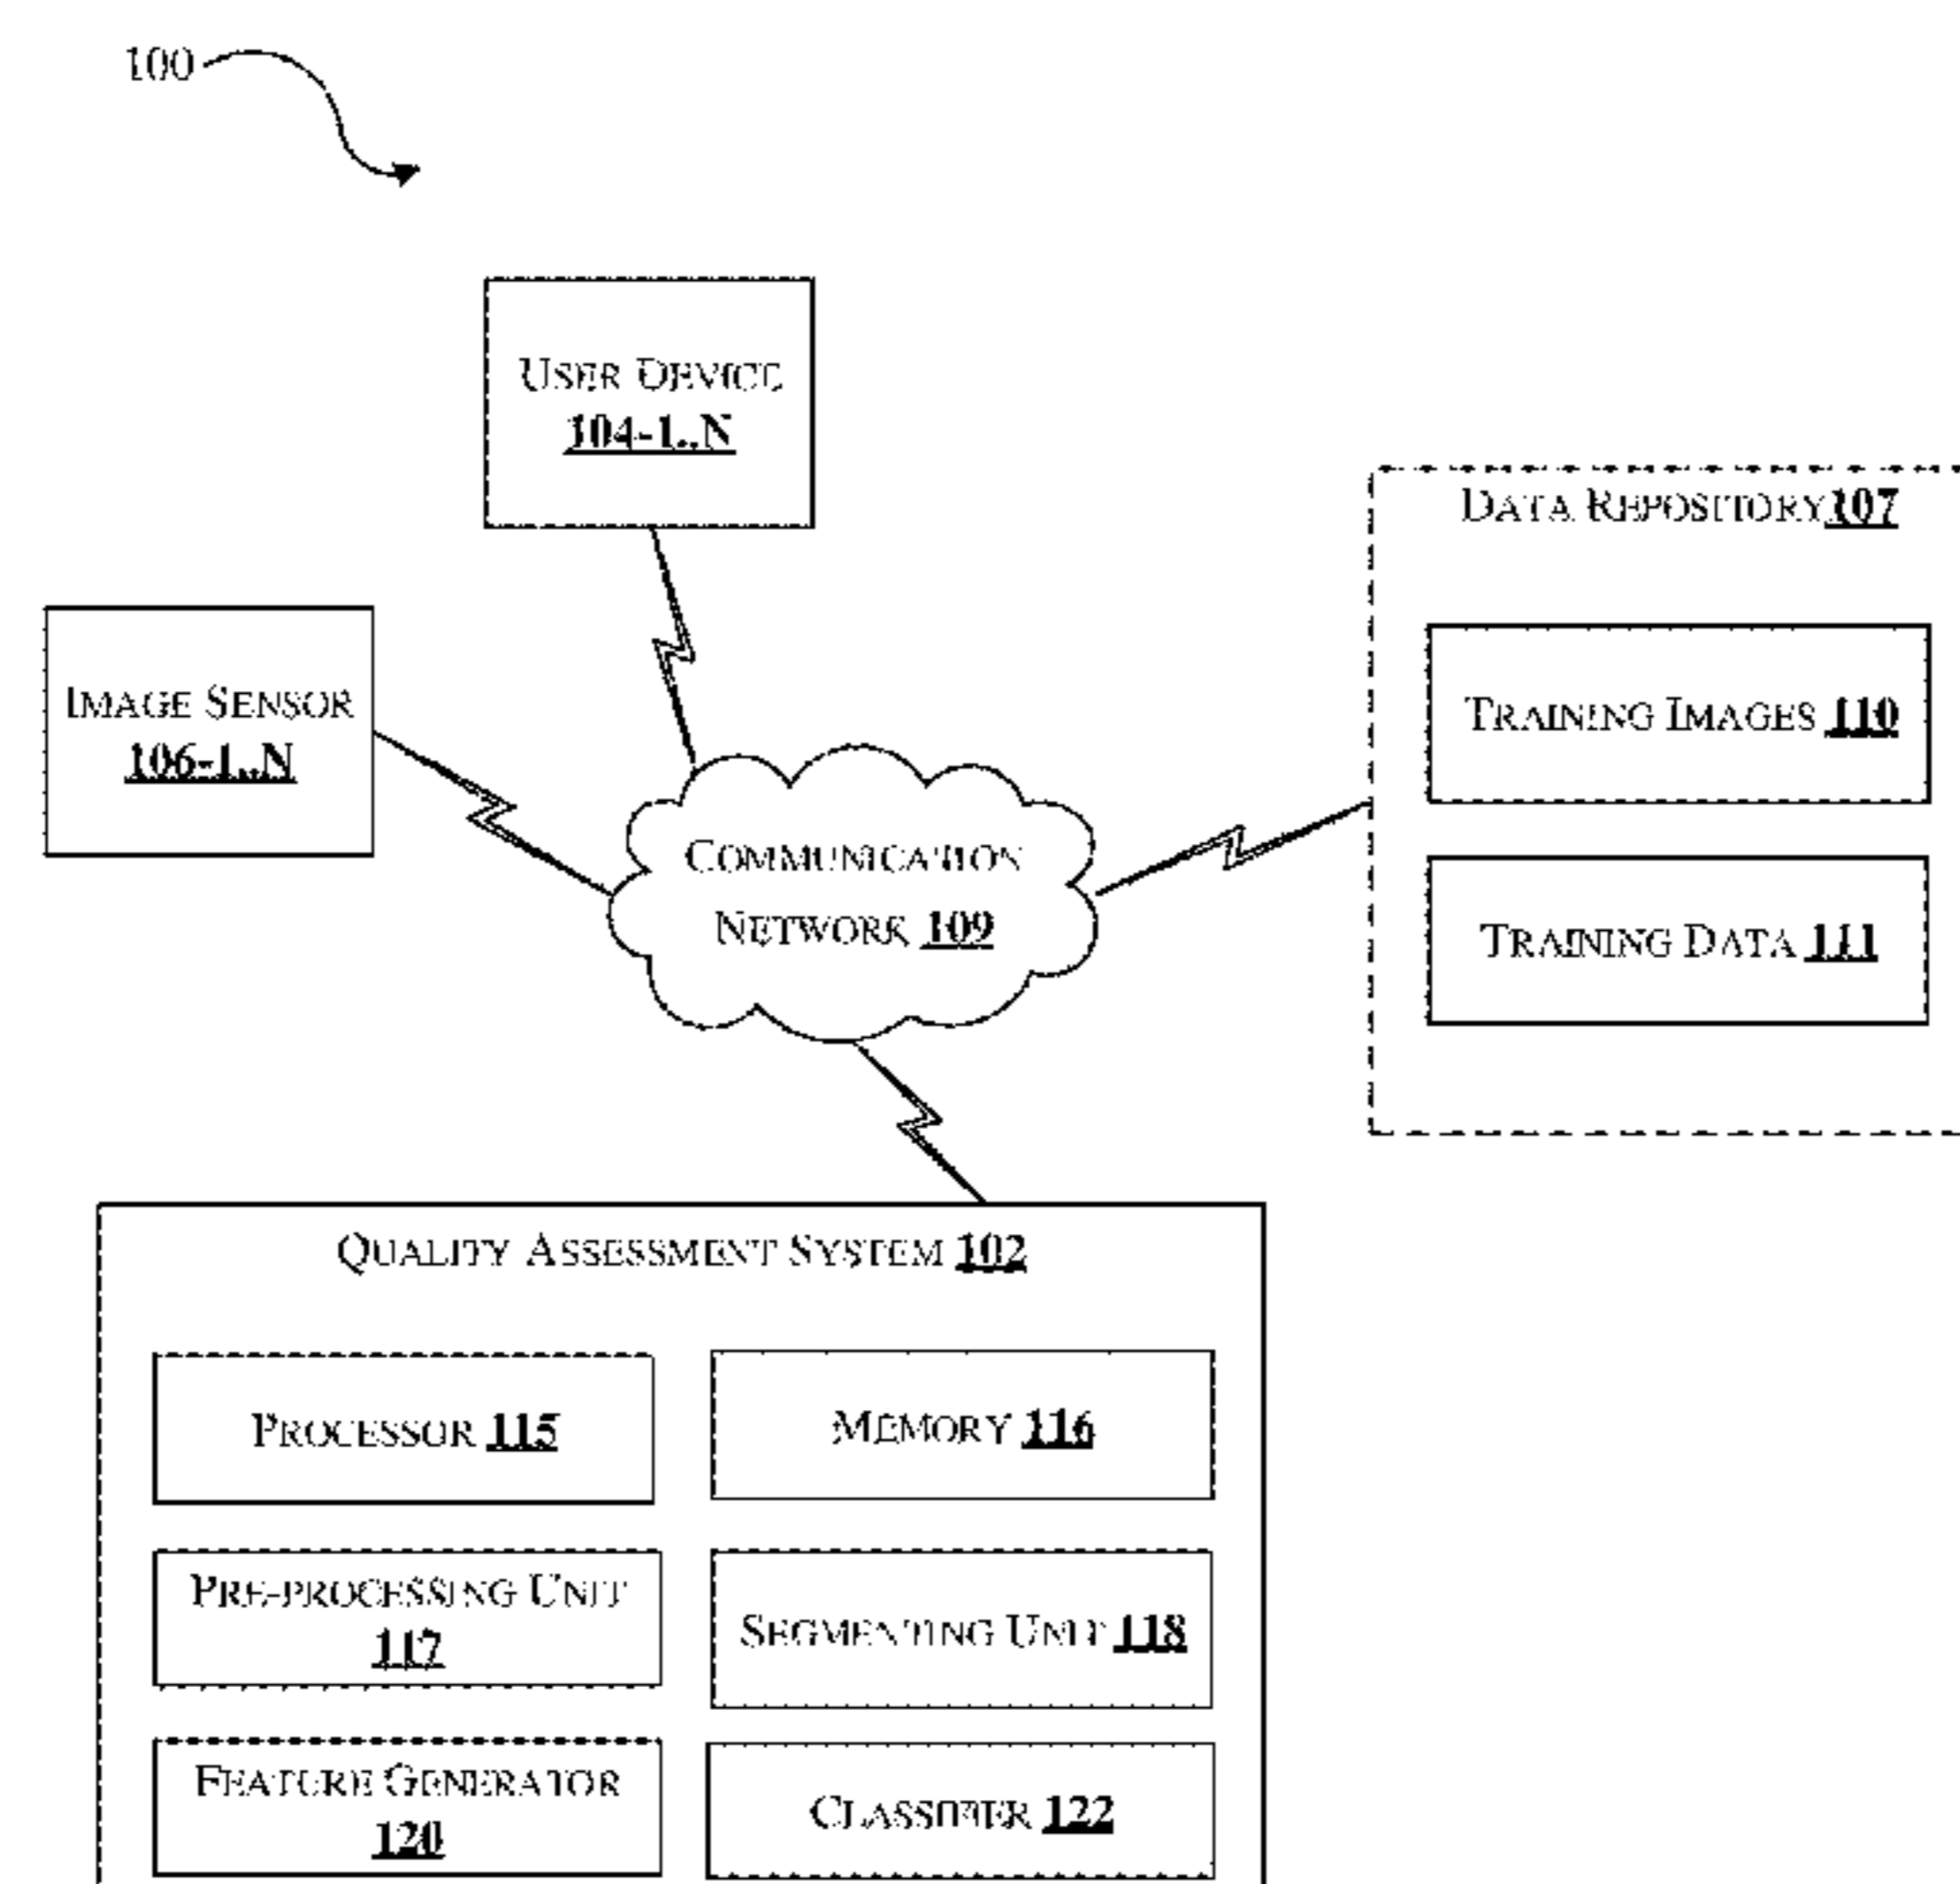 100
USER DEVICE
104-1..N
DATA REPOSITORY 107
IMAGE SENSOR
106-1..N
TRAINING IMAGES 110
COMMUNICATION
NETWORK 109
TRAINING DATA 111
QUALITY ASSESSMENT SYSTEM 102
PROCESSOR 115
MEMORY 116
PRE-PROCESSING UNIT
117
SEGMENTING UNIT 118
FEATURE GENERATOR
120
CLASSIFIER 122